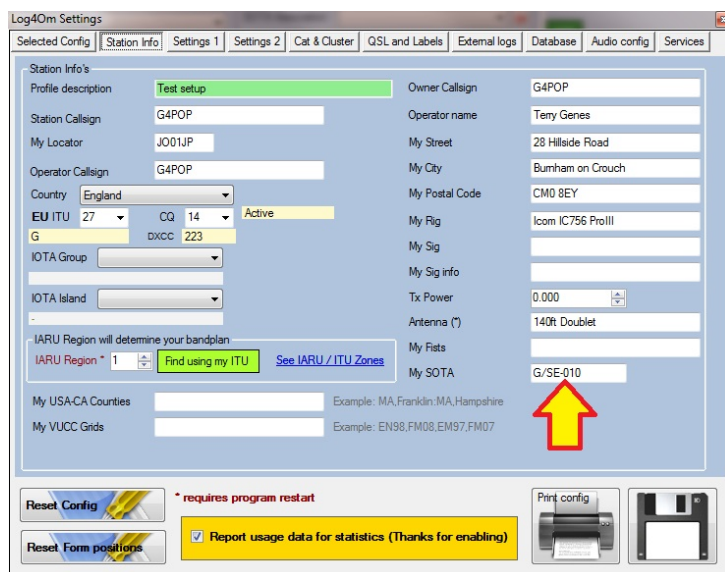 Log4Om Settings
Selected Config
Station Info
Settings 1
Settings 2
Cat & Cluster
QSL and Labels
External logs
Database
Audio config
Services
Station Info's
Profile description
Test setup
Station Callsign
G4POP
My Locator
JO01JP
Operator Callsign
G4POP
Country
England
EU ITU 27
CQ 14
Active
G
DXCC 223
IOTA Group
IOTA Island
-
IARU Region will determine your bandplan
IARU Region * 1
Find using my ITU
See IARU / ITU Zones
Owner Callsign
G4POP
Operator name
Terry Genes
My Street
28 Hillside Road
My City
Burnham on Crouch
My Postal Code
CM0 8EY
My Rig
Icom IC756 ProIII
My Sig
My Sig info
Tx Power
0.000
Antenna (*)
140ft Doublet
My Fists
My SOTA
G/SE-010
My USA-CA Counties
Example: MA,Franklin:MA,Hampshire
My VUCC Grids
Example: EN98,FM08,EM97,FM07
Reset Config
Reset Form positions
* requires program restart
Report usage data for statistics (Thanks for enabling)
Print config